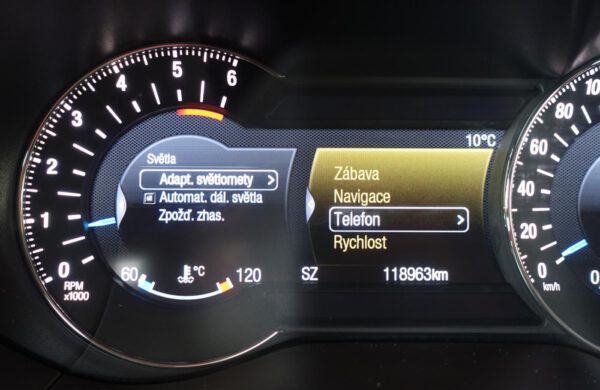 6
5
4
3
2
1
0
RPM
x1000
Světla
Adapt. světlomety >
Automat. dál. světla
Zpožď. zhas.
60 °C 120
10°C
Zábava
Navigace
Telefon >
Rychlost
SZ 118963km
100
80
60
40
20
0
km/h